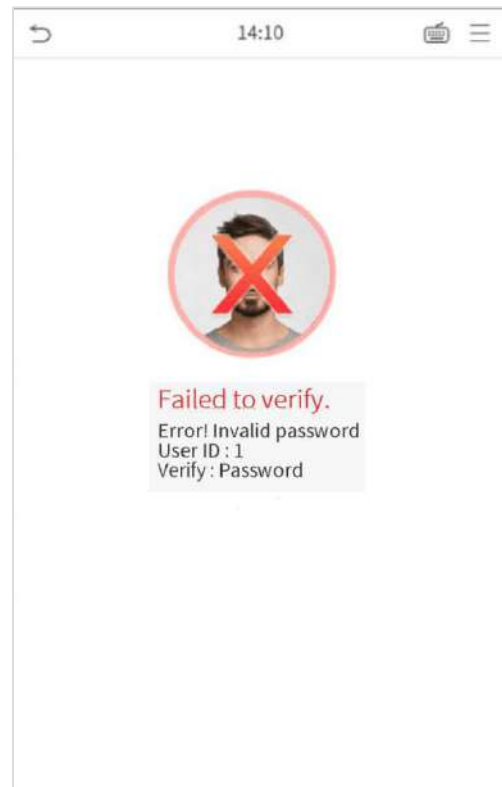 14:10
Failed to verify.
Error! Invalid password
User ID : 1
Verify : Password